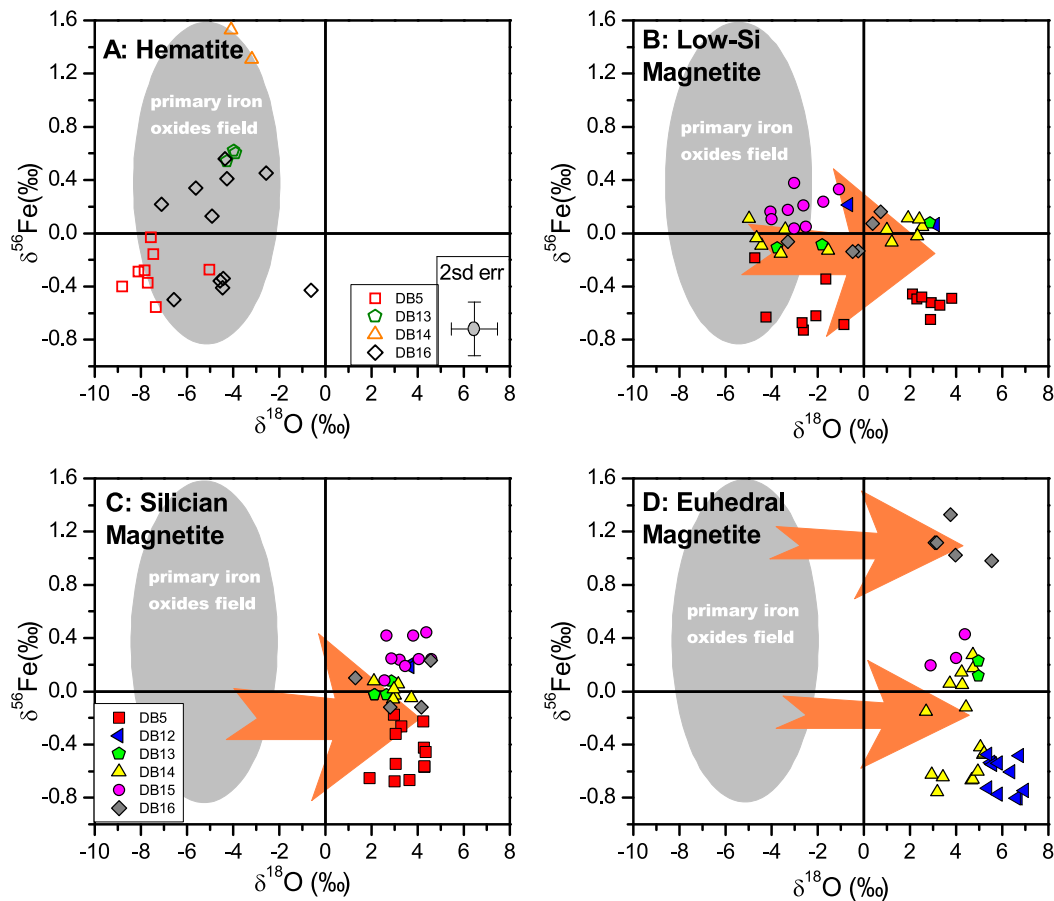 A: Hematite
primary iron
oxides field
1.6
1.2
0.8
0.4
0.0
-0.4
-0.8
δ56Fe(‰)
2sd err
DB5
DB13
DB14
DB16
-10 -8 -6 -4 -2 0 2 4 6 8
δ18O (‰)
B: Low-Si
Magnetite
primary iron
oxides field
1.6
1.2
0.8
0.4
0.0
-0.4
-0.8
δ56Fe(‰)
-10 -8 -6 -4 -2 0 2 4 6 8
δ18O (‰)
C: Silician
Magnetite
primary iron
oxides field
1.6
1.2
0.8
0.4
0.0
-0.4
-0.8
δ56Fe(‰)
DB5
DB12
DB13
DB14
DB15
DB16
-10 -8 -6 -4 -2 0 2 4 6 8
δ18O (‰)
D: Euhedral
Magnetite
primary iron
oxides field
1.6
1.2
0.8
0.4
0.0
-0.4
-0.8
δ56Fe(‰)
-10 -8 -6 -4 -2 0 2 4 6 8
δ18O (‰)